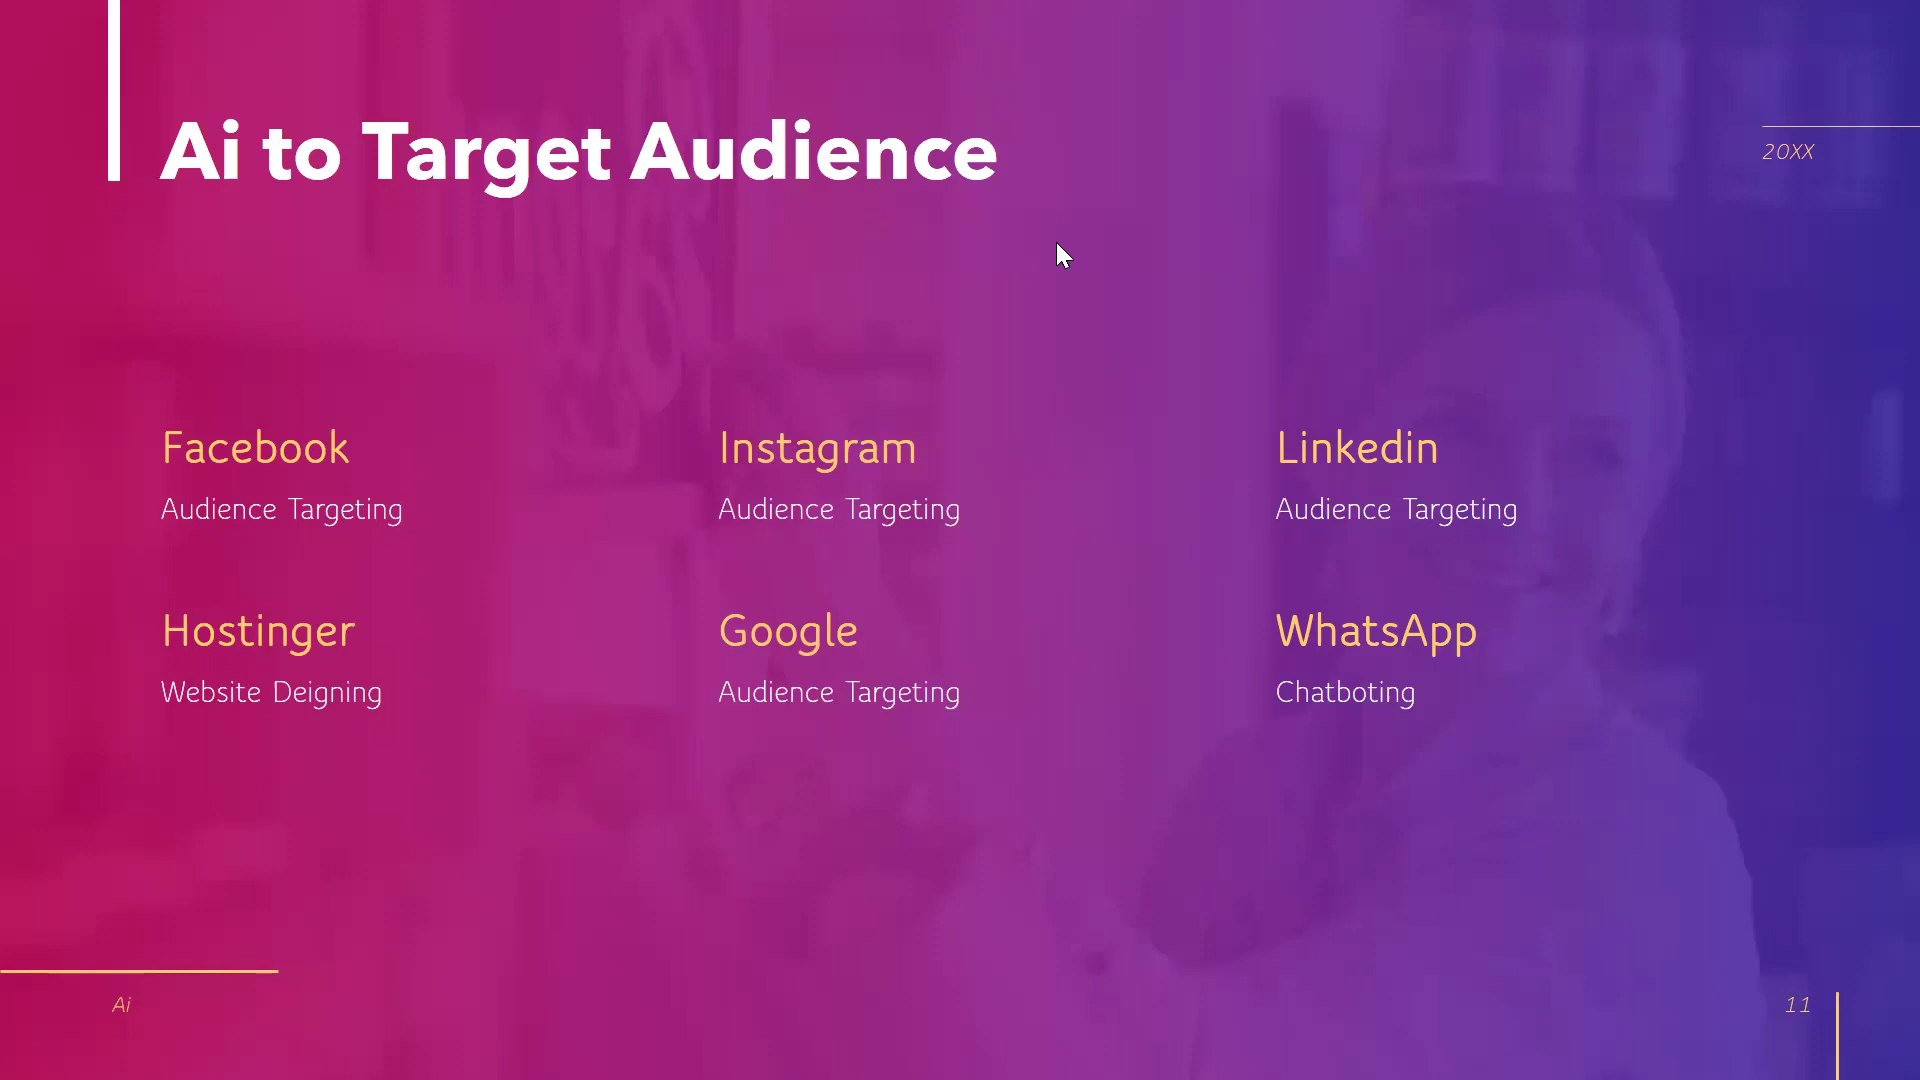 Ai to Target Audience
20XX
Facebook
Audience Targeting
Instagram
Audience Targeting
Linkedin
Audience Targeting
Hostinger
Website Deigning
Google
Audience Targeting
WhatsApp
Chatboting
Ai
11